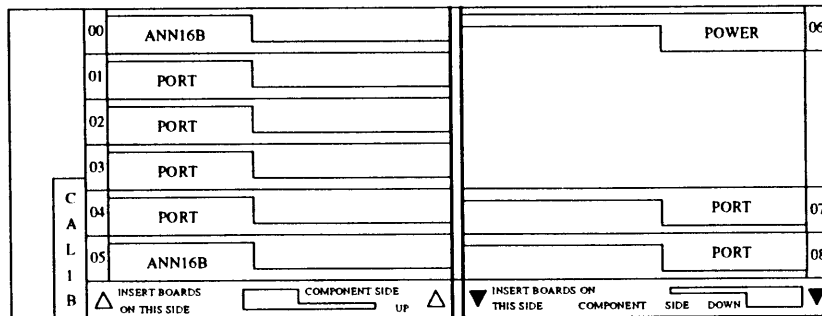 00 ANN16B
01 PORT
02 PORT
03 PORT
04 PORT
05 ANN16B
CAL1B
INSERT BOARDS
ON THIS SIDE
COMPONENT SIDE
UP
POWER 06
PORT 07
PORT 08
INSERT BOARDS ON
THIS SIDE COMPONENT SIDE DOWN